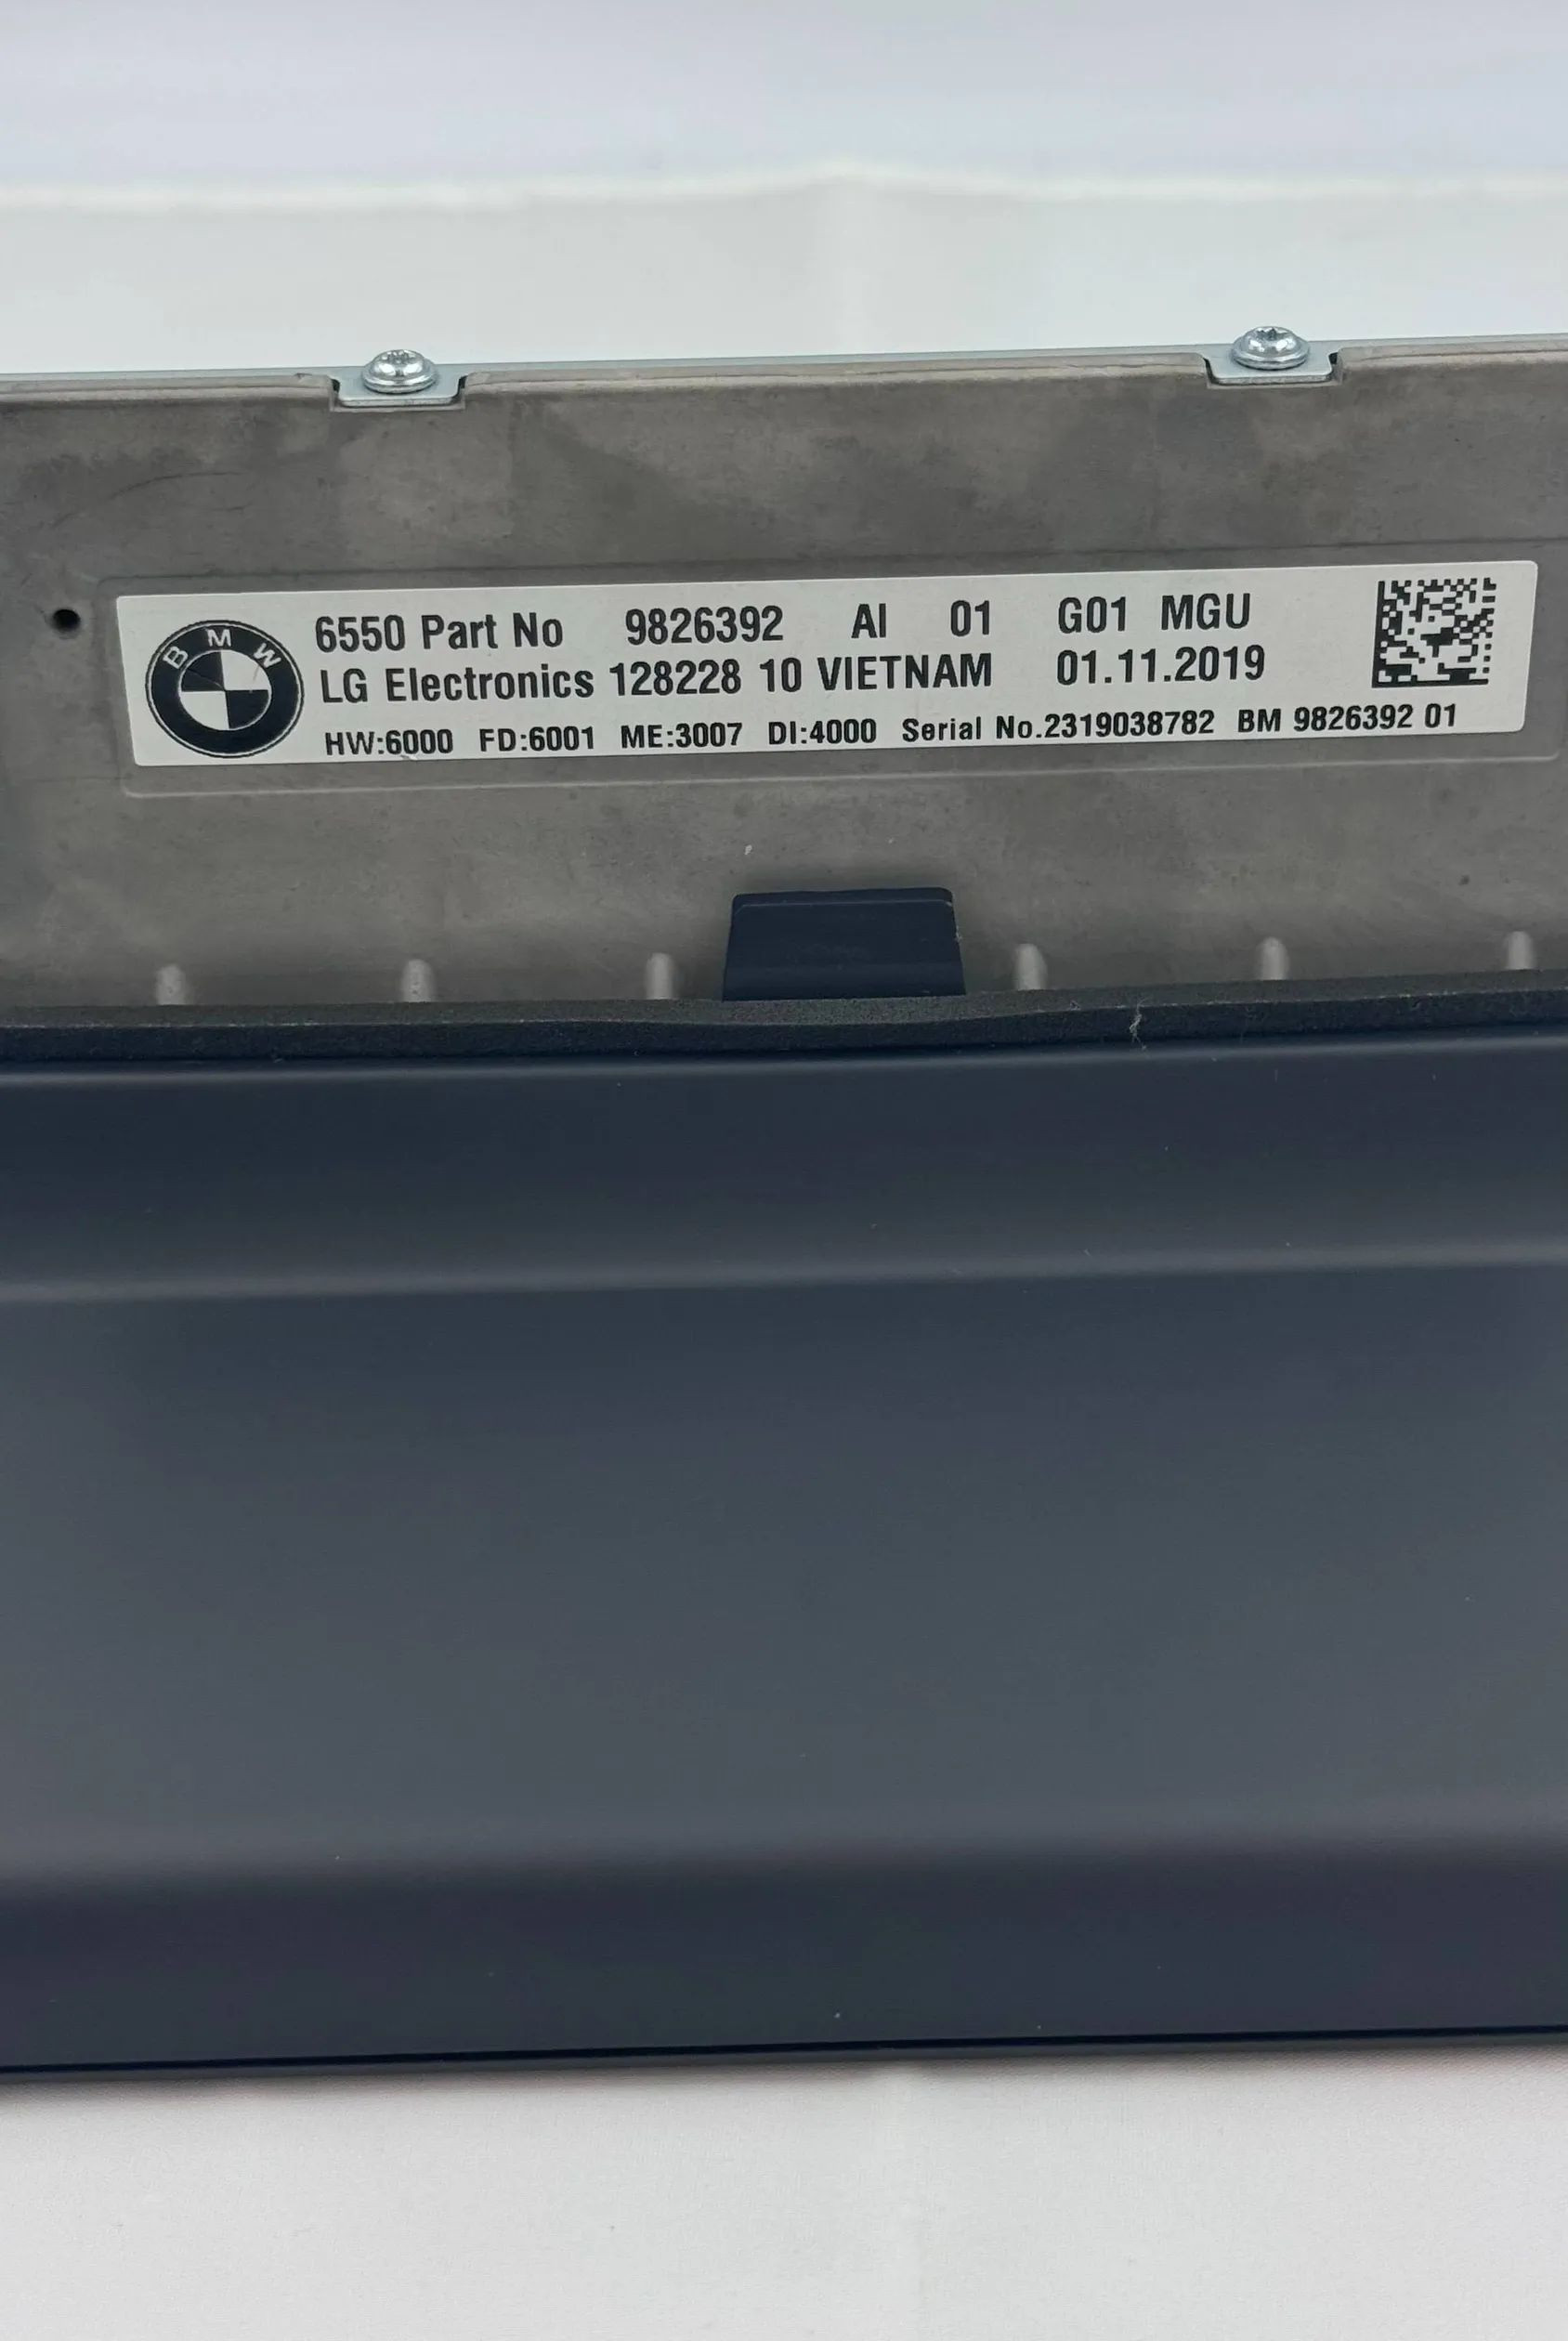 BMW
6550 Part No 9826392 AI 01 G01 MGU
LG Electronics 128228 10 VIETNAM 01.11.2019
HW:6000 FD:6001 ME:3007 DI:4000 Serial No.2319038782 BM 9826392 01